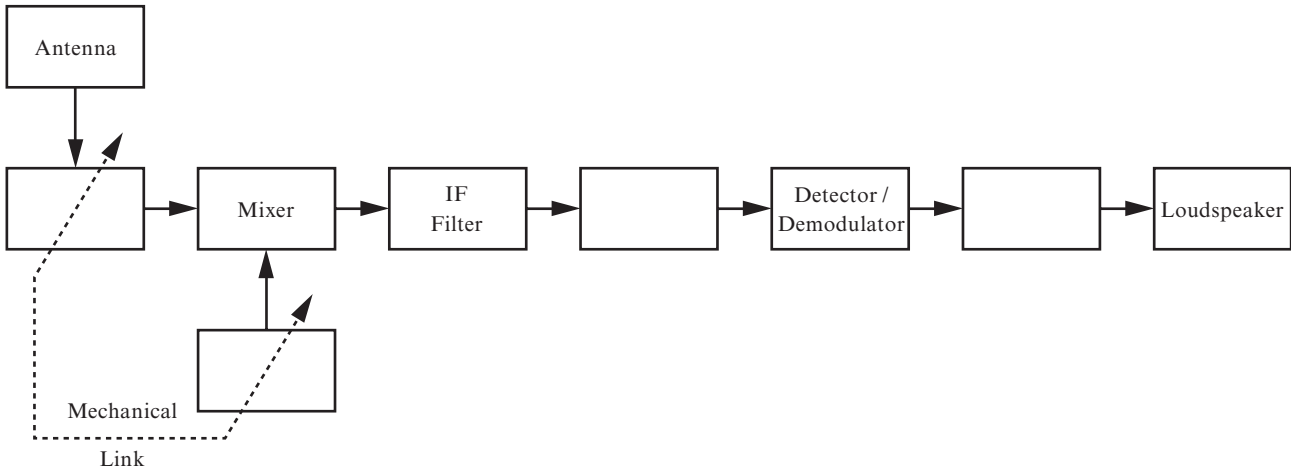 Antenna
Mixer
IF
Filter
Detector /
Demodulator
Loudspeaker
Mechanical
Link